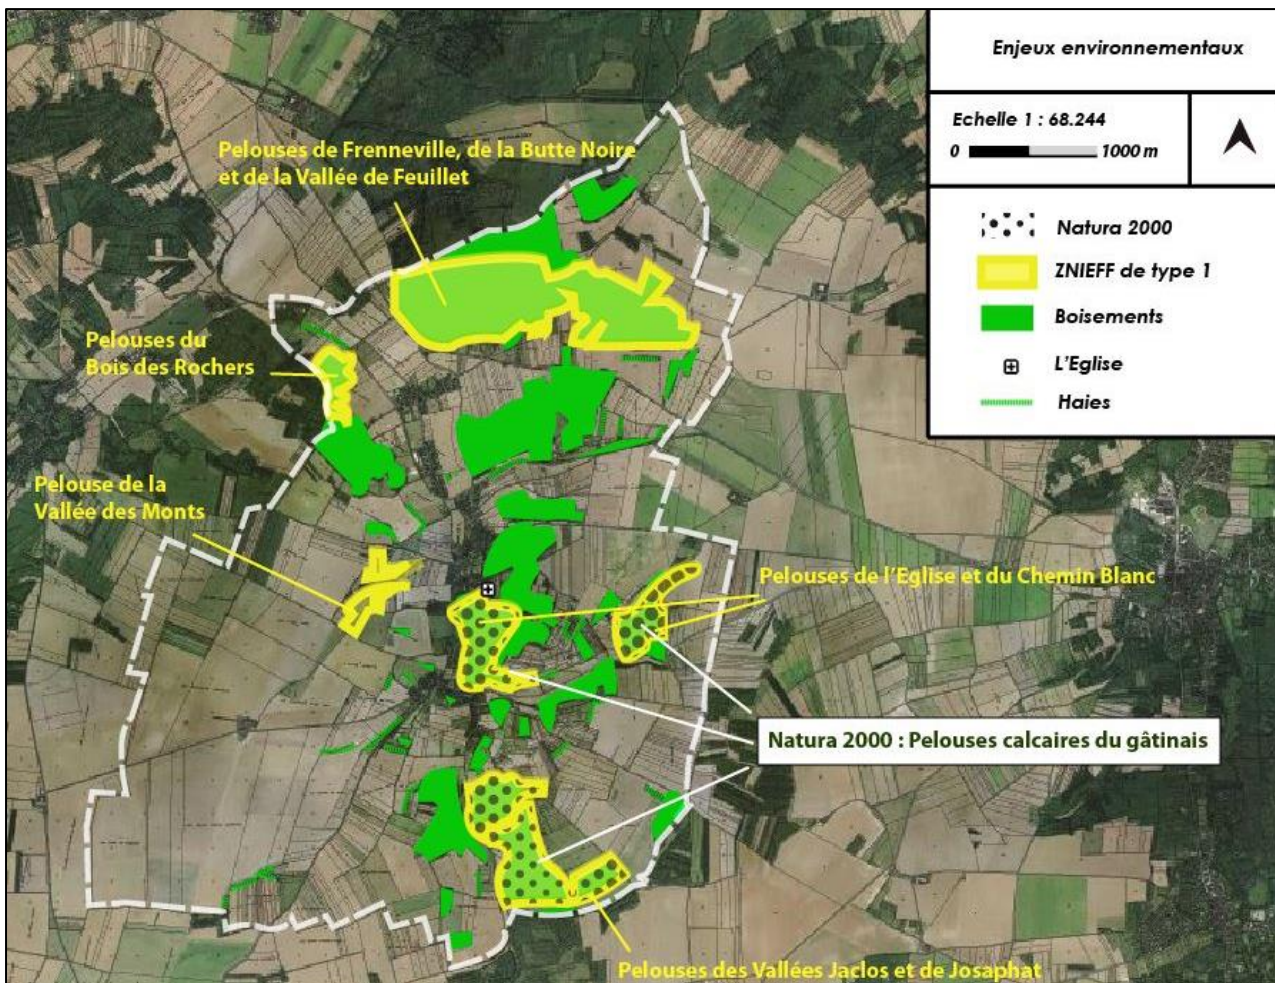 Enjeux environnementaux
Echelle 1 : 68.244
0 1000 m
Natura 2000
ZNIEFF de type 1
Boisements
L'Eglise
Haies
Pelouses de Frenneville, de la Butte Noire
et de la Vallée de Feuillet
Pelouses du
Bois des Rochers
Pelouse de la
Vallée des Monts
Pelouses de l'Eglise et du Chemin Blanc
Natura 2000 : Pelouses calcaires du gâtinais
Pelouses des Vallées Jaclos et de Josaphat